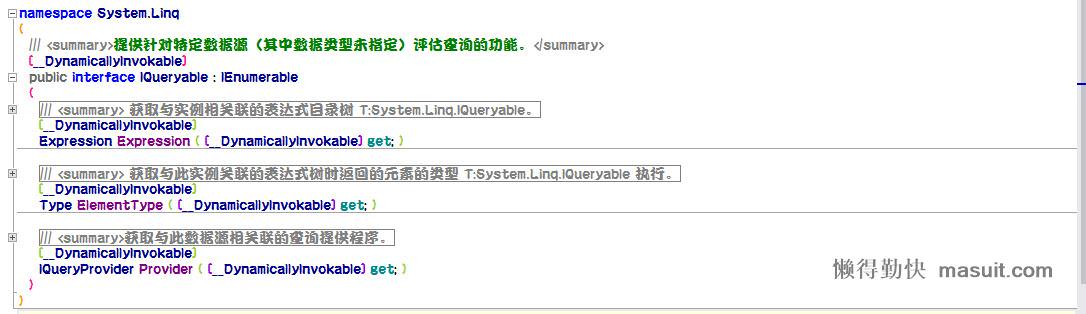 namespace System.Linq
{
/// <summary>提供针对特定数据源（其中数据类型未指定）评估查询的功能。</summary>
[__DynamicallyInvokable]
public interface IQueryable : IEnumerable
{
/// <summary> 获取与实例相关联的表达式目录树 T:System.Linq.IQueryable。
[__DynamicallyInvokable]
Expression Expression { [__DynamicallyInvokable] get; }
/// <summary> 获取与此实例关联的表达式树时返回的元素的类型 T:System.Linq.IQueryable 执行。
[__DynamicallyInvokable]
Type ElementType { [__DynamicallyInvokable] get; }
/// <summary>获取与此数据源相关联的查询提供程序。
[__DynamicallyInvokable]
IQueryProvider Provider { [__DynamicallyInvokable] get; }
}
}
懒得勤快 masuit.com